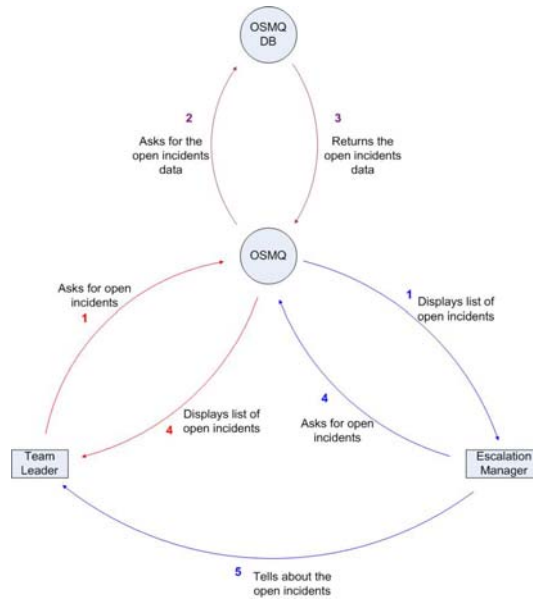 OSMQ
DB
2
Asks for the
open incidents
data
3
Returns the
open incidents
data
OSMQ
Asks for open
incidents
1
1
Displays list of
open incidents
4
Asks for open
incidents
Displays list of
open incidents
4
Team
Leader
Escalation
Manager
5
Tells about the
open incidents